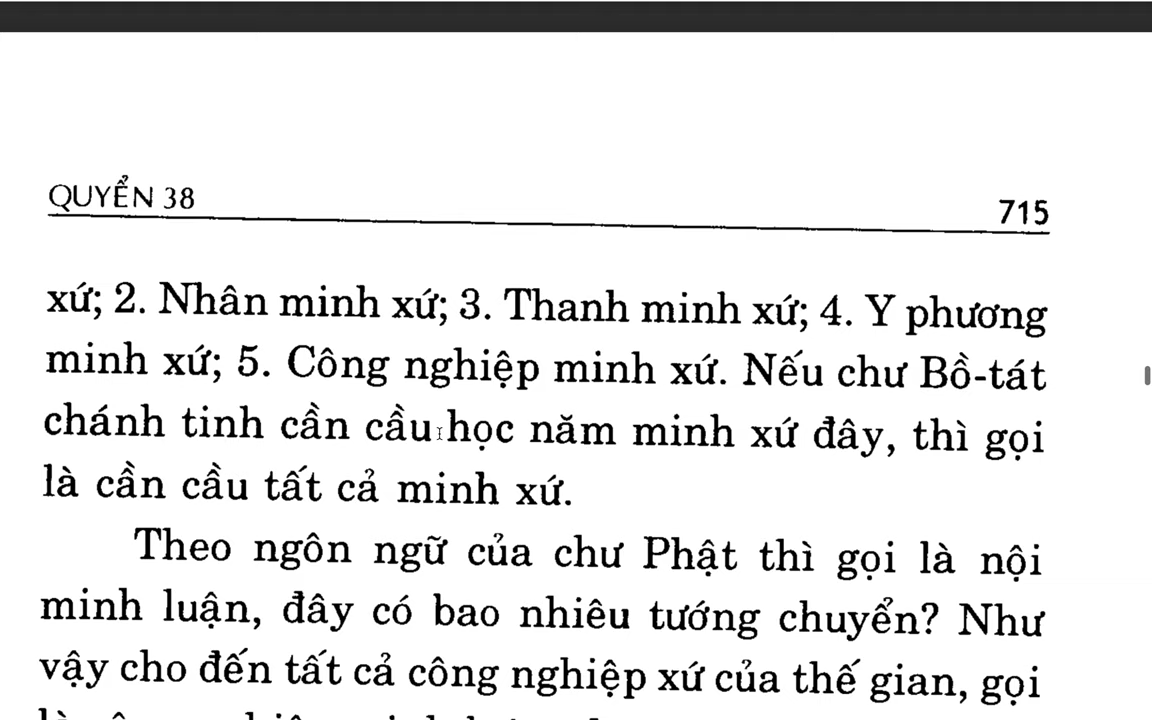 QUYỂN 38
715
xứ; 2. Nhân minh xứ; 3. Thanh minh xứ; 4. Y phương
minh xứ; 5. Công nghiệp minh xứ. Nếu chư Bồ-tát
chánh tinh cần cầu học năm minh xứ đây, thì gọi
là cần cầu tất cả minh xứ.
Theo ngôn ngữ của chư Phật thì gọi là nội
minh luận, đây có bao nhiêu tướng chuyển? Như
vậy cho đến tất cả công nghiệp xứ của thế gian, gọi